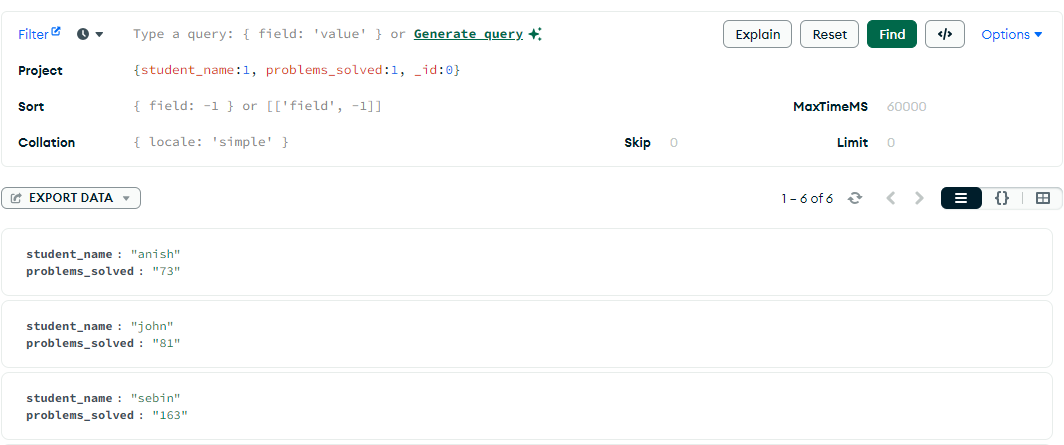 Filter Type a query: { field: 'value' } or Generate query Explain Reset Find </> Options
Project {student_name:1, problems_solved:1, _id:0}
Sort { field: -1 } or [['field', -1]] MaxTimeMS 60000
Collation { locale: 'simple' } Skip 0 Limit 0
EXPORT DATA 1 – 6 of 6 {}
student_name : "anish"
problems_solved : "73"
student_name : "john"
problems_solved : "81"
student_name : "sebin"
problems_solved : "163"